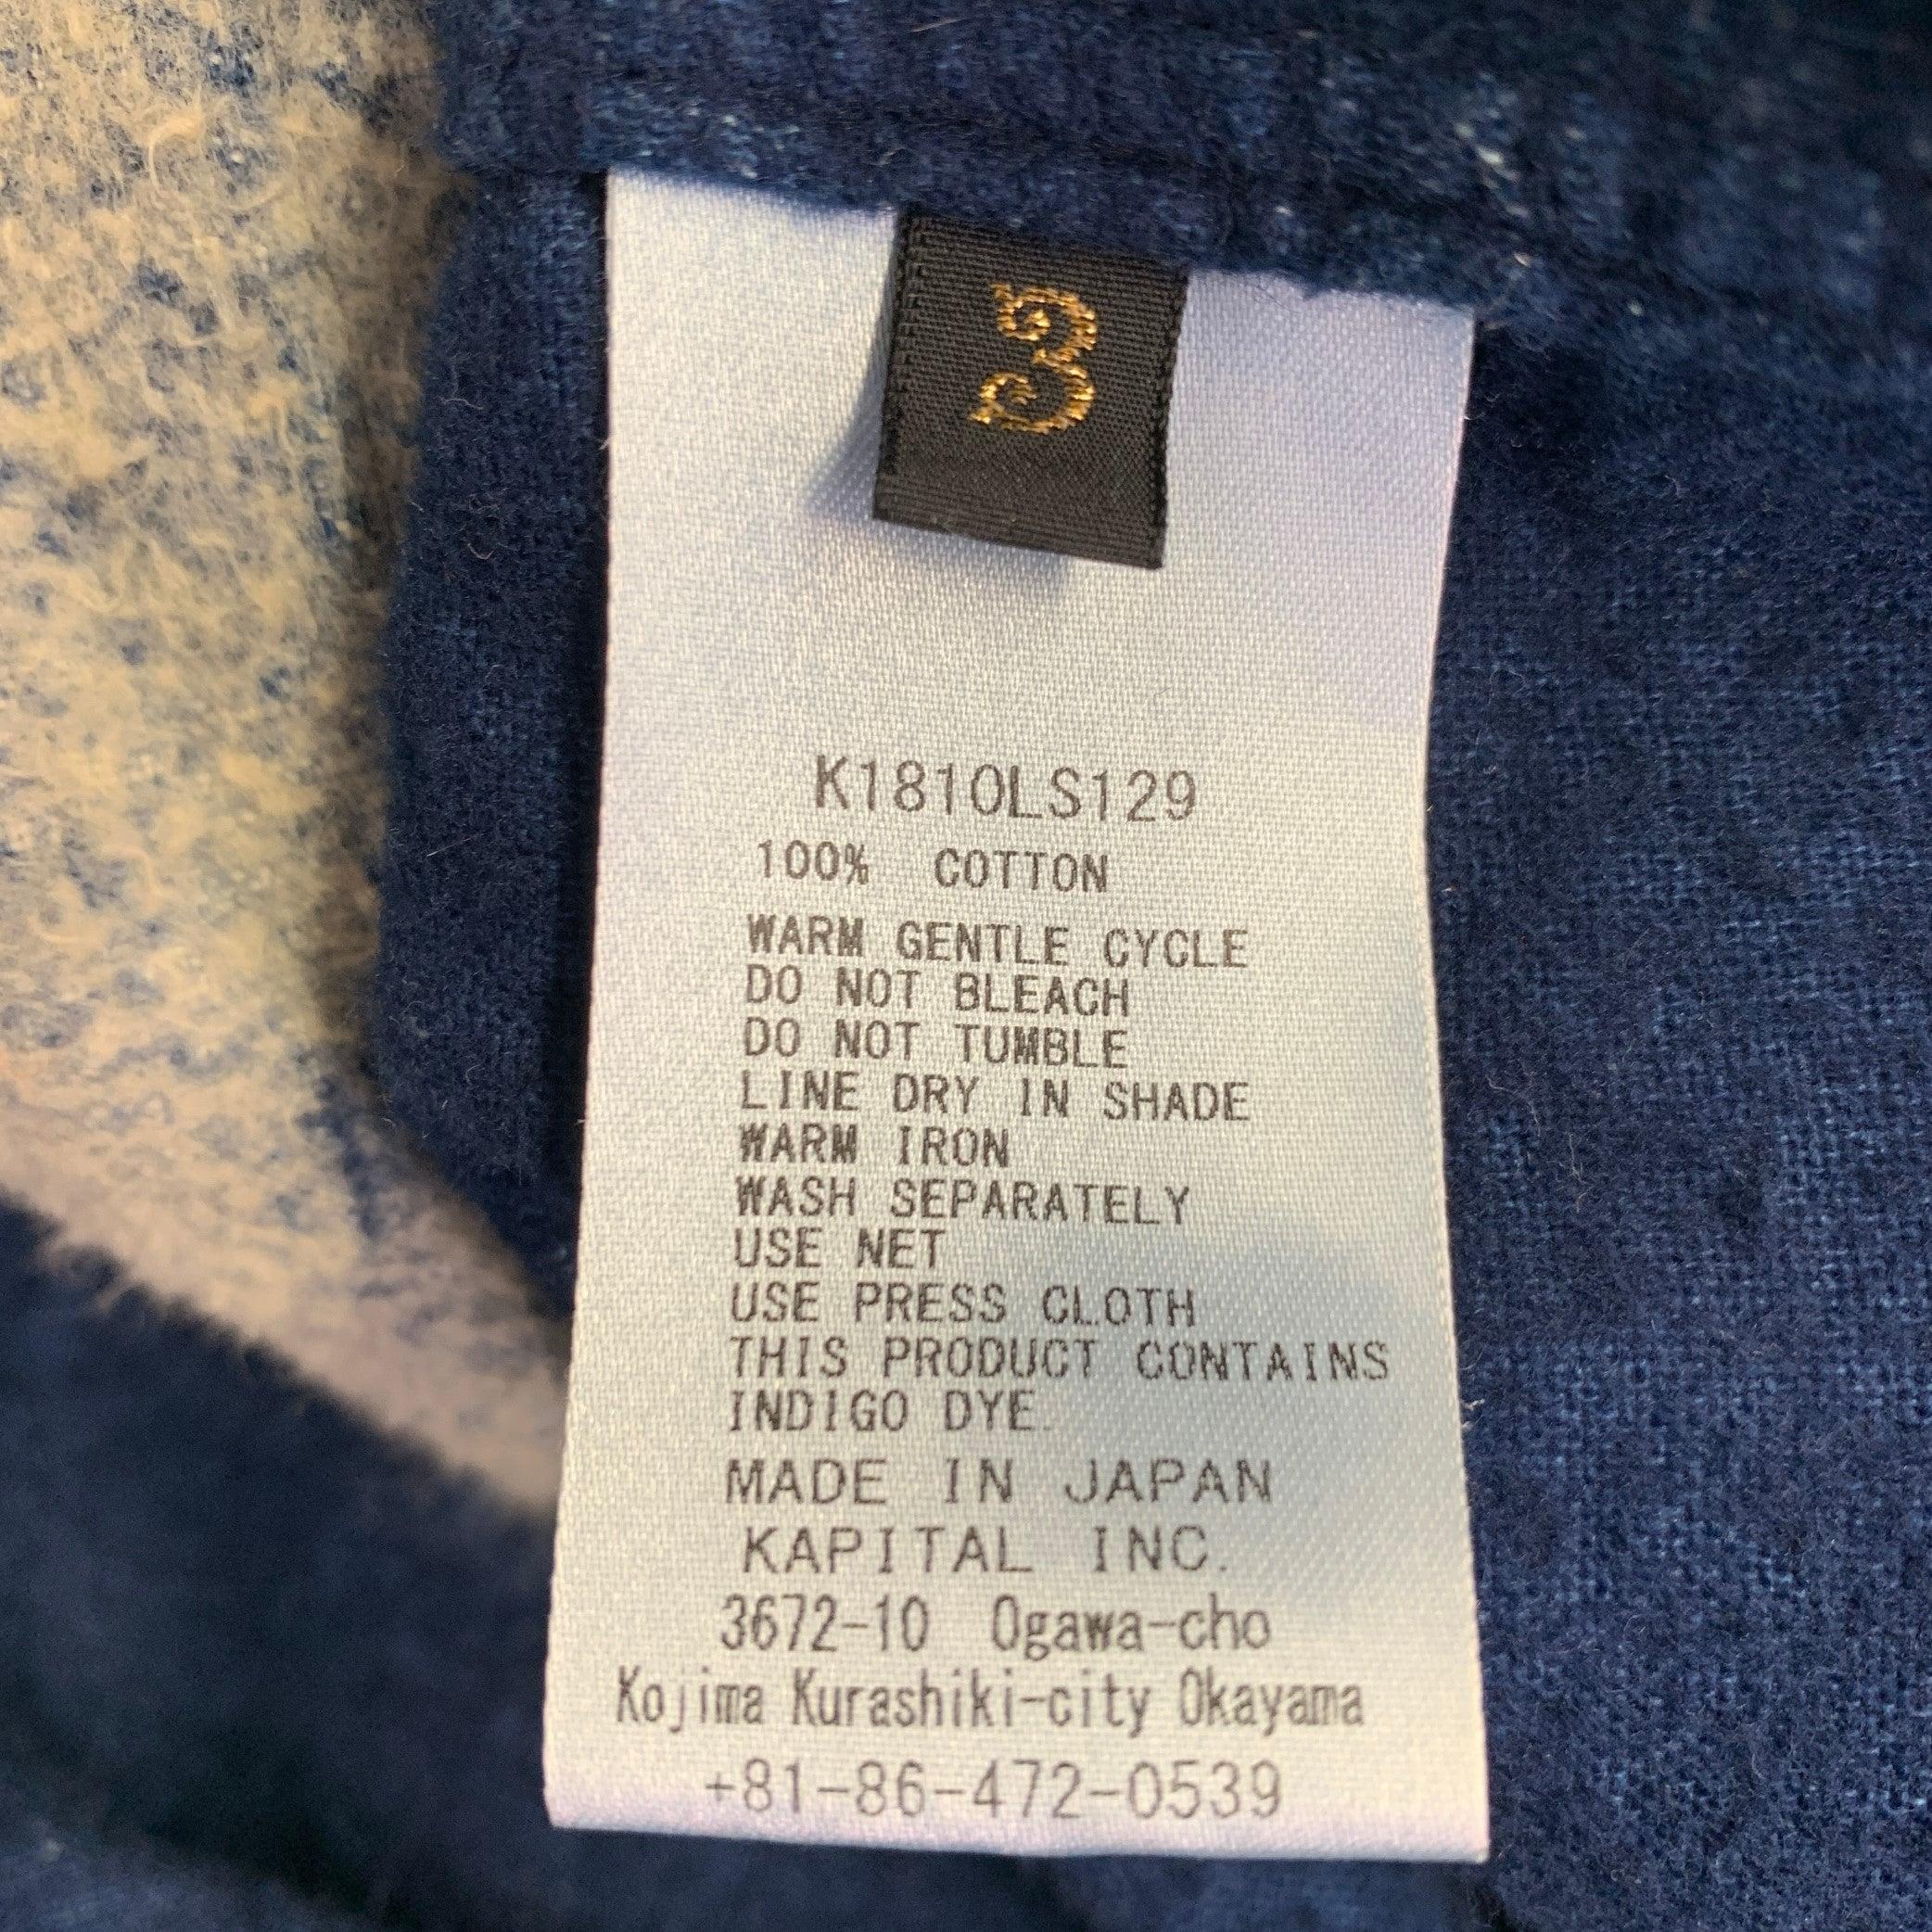 3
K1810LS129
100% COTTON
WARM GENTLE CYCLE
DO NOT BLEACH
DO NOT TUMBLE
LINE DRY IN SHADE
WARM IRON
WASH SEPARATELY
USE NET
USE PRESS CLOTH
THIS PRODUCT CONTAINS
INDIGO DYE.
MADE IN JAPAN
KAPITAL INC.
3672-10 Ogawa-cho
Kojima Kurashiki-city Okayama
+81-86-472-0539